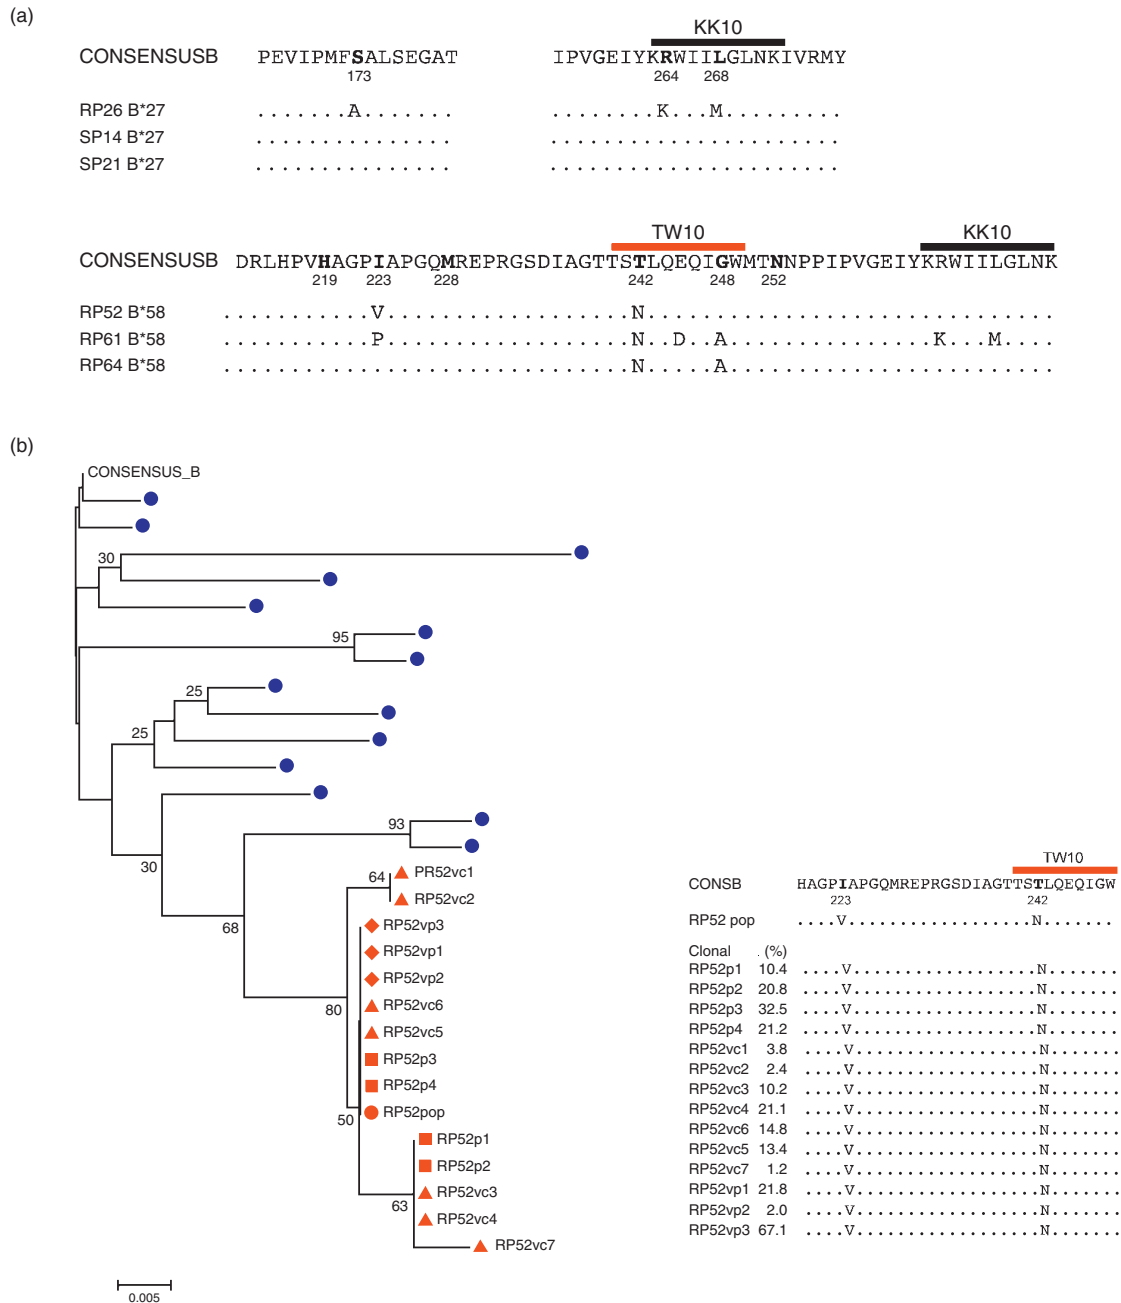 (a)
KK10
CONSENSUSB PEVIPMFSALSEGAT IPVGEIYKRWIILGLNKIVRMY
173 264 268
RP26 B*27 .......A....... ........K...M.........
SP14 B*27 ............... ......................
SP21 B*27 ............... ......................
TW10 KK10
CONSENSUSB DRLHPVHAGPIAPGQMREPRGSDIAGTTSTLQEQIGWMTNNPPIPVGEIYKRWIILGLNK
219 223 228 242 248 252
RP52 B*58 ...........V..................N..............................
RP61 B*58 ...........P..................N..D..A...............K...M....
RP64 B*58 ...........P..................N.....A........................
(b)
CONSENSUS_B
30
95
25
25
30
93
68
64
PR52vc1
RP52vc2
RP52vp3
RP52vp1
RP52vp2
80
RP52vc6
RP52vc5
RP52p3
RP52p4
RP52pop
50
RP52p1
RP52p2
RP52vc3
63
RP52vc4
RP52vc7
0.005
TW10
CONSB HAGPIAPGQMREPRGSDIAGTTSTLQEQIGW
223 242
RP52 pop ....V..................N.......
Clonal (%)
RP52p1 10.4 ....V..................N.......
RP52p2 20.8 ....V..................N.......
RP52p3 32.5 ....V..................N.......
RP52p4 21.2 ....V..................N.......
RP52vc1 3.8 ....V..................N.......
RP52vc2 2.4 ....V..................N.......
RP52vc3 10.2 ....V..................N.......
RP52vc4 21.1 ....V..................N.......
RP52vc6 14.8 ....V..................N.......
RP52vc5 13.4 ....V..................N.......
RP52vc7 1.2 ....V..................N.......
RP52vp1 21.8 ....V..................N.......
RP52vp2 2.0 ....V..................N.......
RP52vp3 67.1 ....V..................N.......